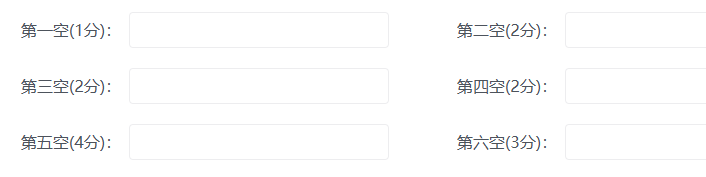 第一空(1分)： 第二空(2分)：
第三空(2分)： 第四空(2分)：
第五空(4分)： 第六空(3分)：